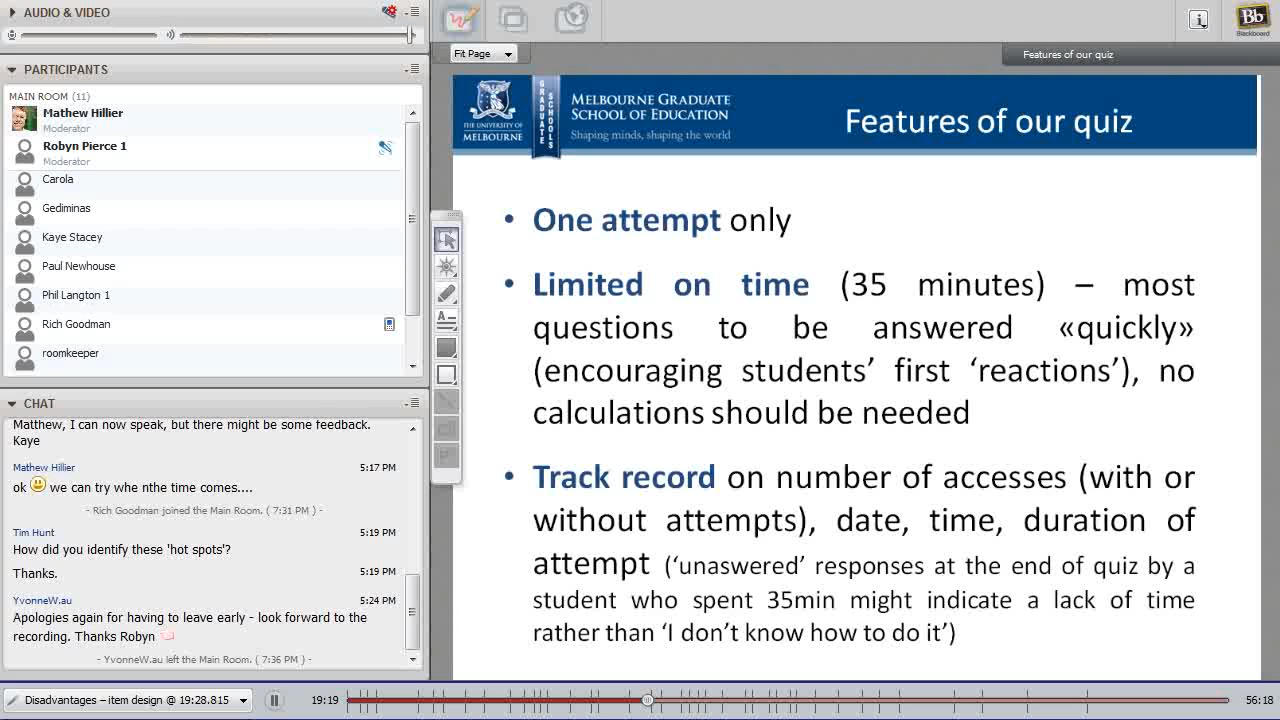 AUDIO & VIDEO
PARTICIPANTS
MAIN ROOM (11)
Mathew Hillier
Moderator
Robyn Pierce 1
Moderator
Carola
Gediminas
Kaye Stacey
Paul Newhouse
Phil Langton 1
Rich Goodman
roomkeeper
CHAT
Matthew, I can now speak, but there might be some feedback.
Kaye
Mathew Hillier 5:17 PM
ok we can try whe nthe time comes....
- Rich Goodman joined the Main Room. ( 7:31 PM ) -
Tim Hunt 5:19 PM
How did you identify these 'hot spots'?
Thanks. 5:19 PM
YvonneW.au 5:24 PM
Apologies again for having to leave early - look forward to the
recording. Thanks Robyn
- YvonneW.au left the Main Room. ( 7:36 PM ) -
Disadvantages – item design @ 19:28.815
19:19
56:18
Fit Page
Features of our quiz
Bb
Blackboard
THE UNIVERSITY OF
MELBOURNE
GRADUATE
SCHOOLS
MELBOURNE GRADUATE
SCHOOL OF EDUCATION
Shaping minds, shaping the world
Features of our quiz
• One attempt only
• Limited on time (35 minutes) – most
questions to be answered «quickly»
(encouraging students’ first ‘reactions’), no
calculations should be needed
• Track record on number of accesses (with or
without attempts), date, time, duration of
attempt (‘unaswered’ responses at the end of quiz by a
student who spent 35min might indicate a lack of time
rather than ‘I don’t know how to do it’)